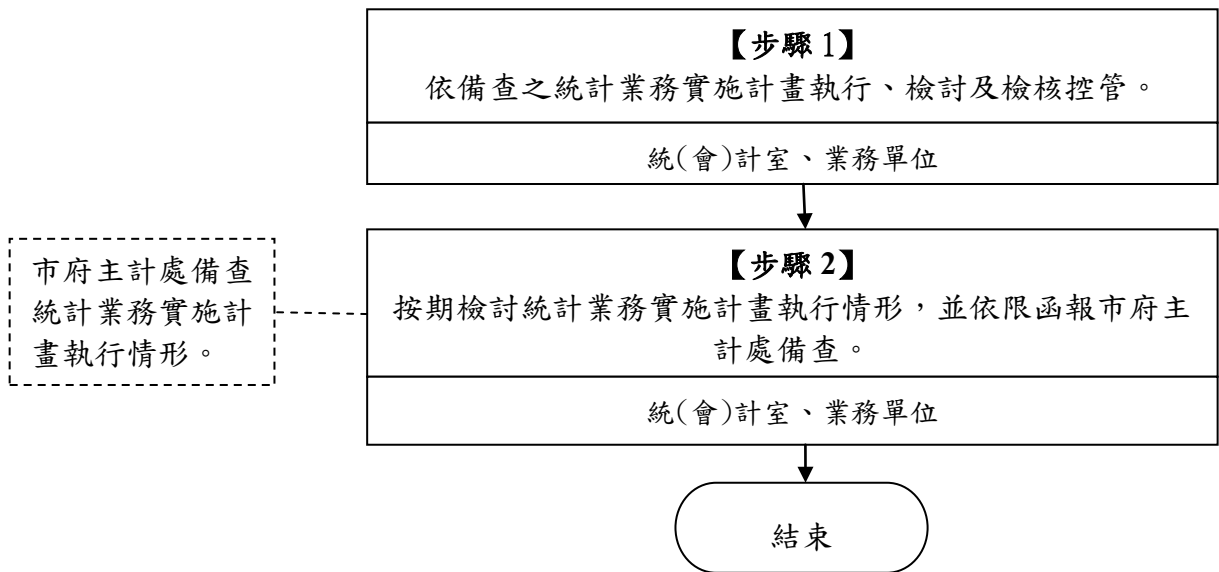 【步驟 1】
依備查之統計業務實施計畫執行、檢討及檢核控管。
統(會)計室、業務單位
市府主計處備查
統計業務實施計
畫執行情形。
【步驟 2】
按期檢討統計業務實施計畫執行情形，並依限函報市府主
計處備查。
統(會)計室、業務單位
結束